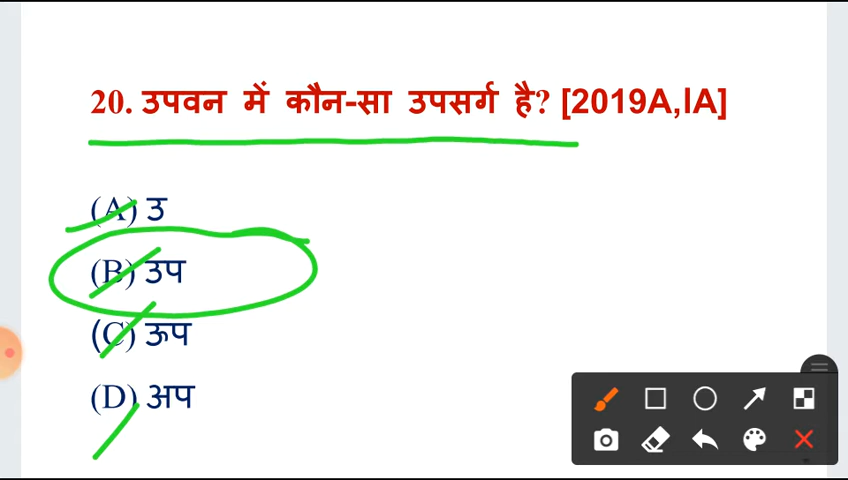 20. उपवन में कौन-सा उपसर्ग है? [2019A,IA]
(A) उ
(B) उप
(C) ऊप
(D) अप